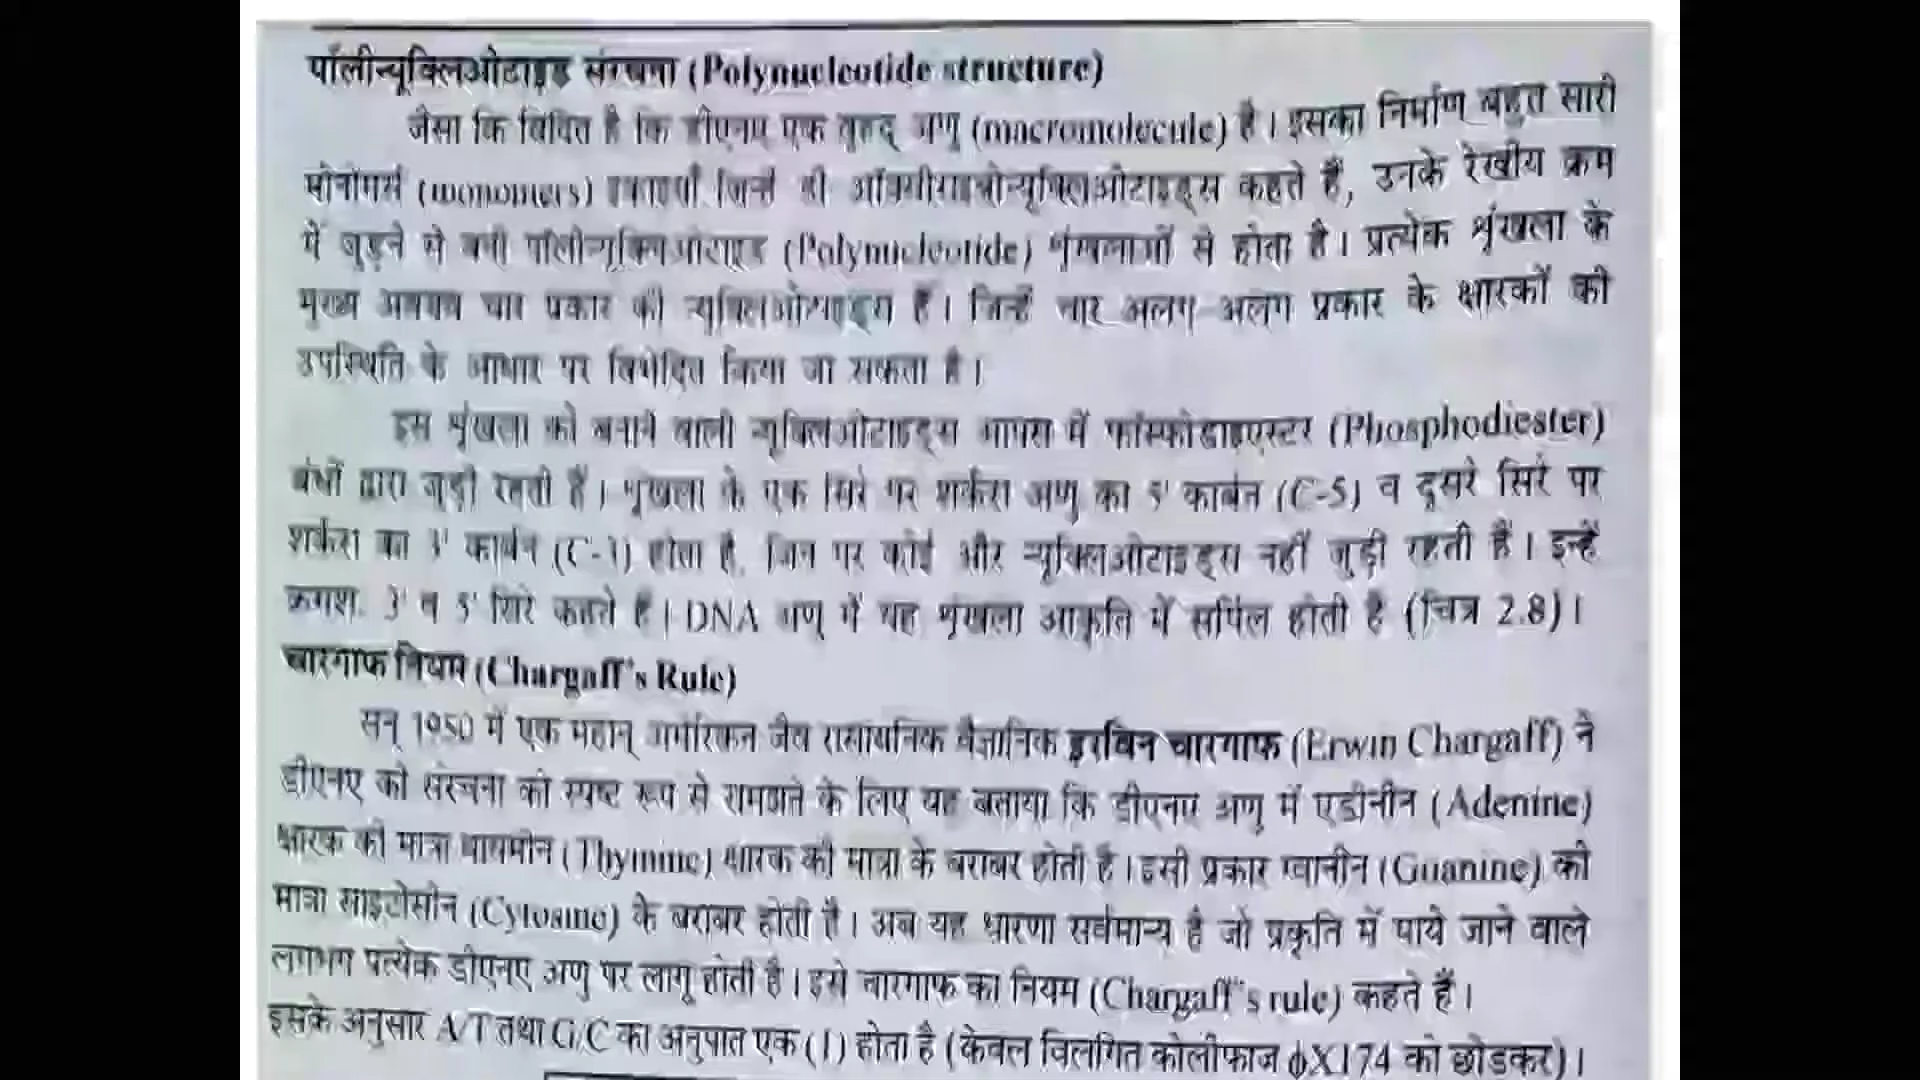 पॉलीन्यूक्लिओटाइड संरचना (Polynucleotide structure)
जैसा कि विदित है कि डीएनए एक वृहद् अणु (macromolecule) है। इसका निर्माण बहुत सारी
मोनोमर्स (monomers) इकाइयाँ जिन्हें डी ऑक्सीराइबोन्यूक्लिओटाइड्स कहते हैं, उनके रेखीय क्रम
में जुड़ने से बनी पॉलीन्यूक्लिओटाइड (Polynucleotide) शृंखलाओं से होता है। प्रत्येक शृंखला के
मुख्य अवयव चार प्रकार की न्यूक्लिओटाइड्स हैं। जिन्हें चार अलग-अलग प्रकार के क्षारकों की
उपस्थिति के आधार पर विभेदित किया जा सकता है।
इस शृंखला को बनाने वाली न्यूक्लिओटाइड्स आपस में फॉस्फोडाइएस्टर (Phosphodiester)
बंधों द्वारा जुड़ी रहती हैं। शृंखला के एक सिरे पर शर्करा अणु का 5' कार्बन (C-5) व दूसरे सिरे पर
शर्करा का 3' कार्बन (C-3) होता है, जिन पर कोई और न्यूक्लिओटाइड्स नहीं जुड़ी रहती हैं। इन्हें
क्रमश: 3' व 5' सिरे कहते हैं। DNA अणु में यह शृंखला आकृति में सर्पिल होती है (चित्र 2.8)।
चारगाफ नियम (Chargaff's Rule)
सन् 1950 में एक महान् अमेरिकन जैव रासायनिक वैज्ञानिक इरविन चारगाफ (Erwin Chargaff) ने
डीएनए की संरचना को स्पष्ट रूप से समझाने के लिए यह बताया कि डीएनए अणु में एडीनीन (Adenine)
क्षारक की मात्रा थायमीन (Thymine) क्षारक की मात्रा के बराबर होती है। इसी प्रकार ग्वानीन (Guanine) की
मात्रा साइटोसीन (Cytosine) के बराबर होती है। अब यह धारणा सर्वमान्य है जो प्रकृति में पाये जाने वाले
लगभग प्रत्येक डीएनए अणु पर लागू होती है। इसे चारगाफ का नियम (Chargaff's rule) कहते हैं।
इसके अनुसार A/T तथा G/C का अनुपात एक (1) होता है (केवल विलगित कोलीफाज ϕX174 को छोडकर)।